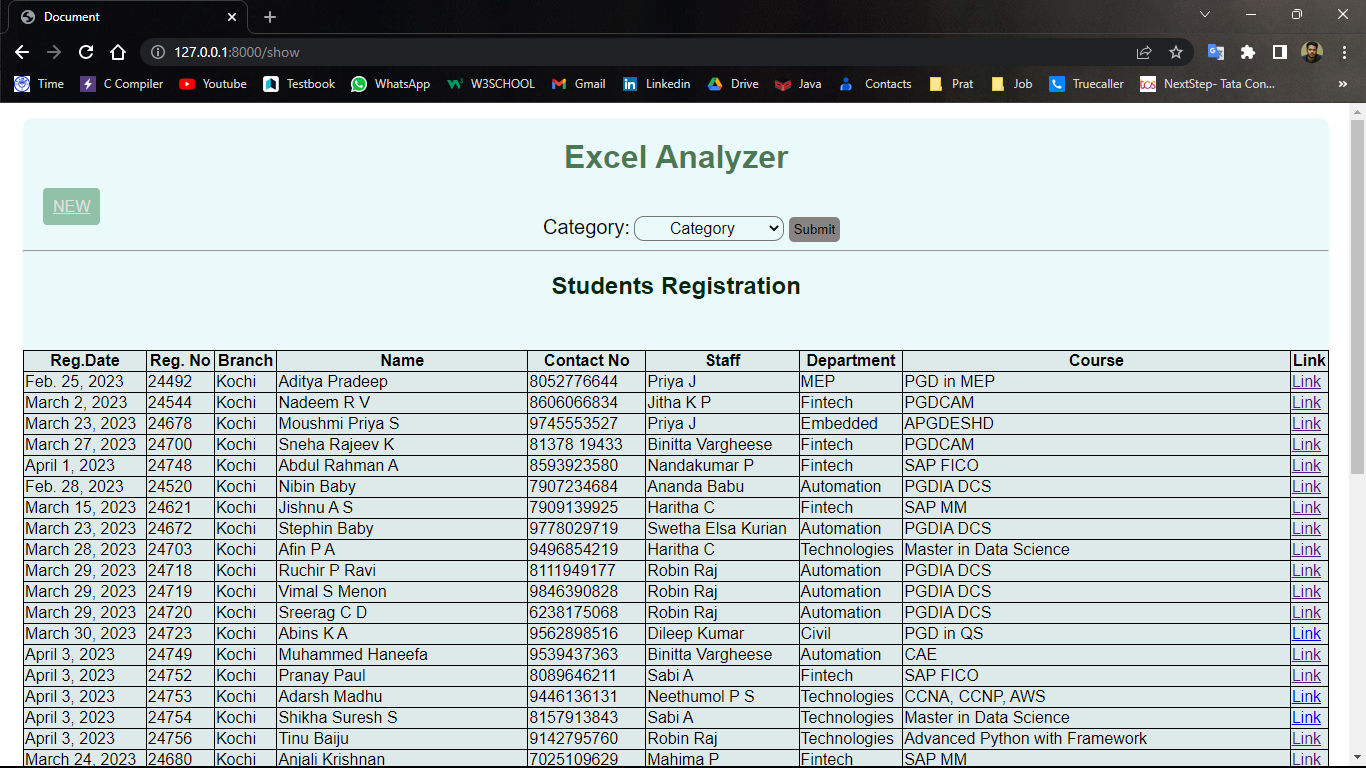 Document
127.0.0.1:8000/show
Time C Compiler Youtube Testbook WhatsApp W3SCHOOL Gmail Linkedin Drive Java Contacts Prat Job Truecaller tcs NextStep- Tata Con...
Excel Analyzer
NEW
Category: Category Submit
Students Registration
Reg.Date Reg. No Branch Name Contact No Staff Department Course Link
Feb. 25, 2023 24492 Kochi Aditya Pradeep 8052776644 Priya J MEP PGD in MEP Link
March 2, 2023 24544 Kochi Nadeem R V 8606066834 Jitha K P Fintech PGDCAM Link
March 23, 2023 24678 Kochi Moushmi Priya S 9745553527 Priya J Embedded APGDESHD Link
March 27, 2023 24700 Kochi Sneha Rajeev K 81378 19433 Binitta Vargheese Fintech PGDCAM Link
April 1, 2023 24748 Kochi Abdul Rahman A 8593923580 Nandakumar P Fintech SAP FICO Link
Feb. 28, 2023 24520 Kochi Nibin Baby 7907234684 Ananda Babu Automation PGDIA DCS Link
March 15, 2023 24621 Kochi Jishnu A S 7909139925 Haritha C Fintech SAP MM Link
March 23, 2023 24672 Kochi Stephin Baby 9778029719 Swetha Elsa Kurian Automation PGDIA DCS Link
March 28, 2023 24703 Kochi Afin P A 9496854219 Haritha C Technologies Master in Data Science Link
March 29, 2023 24718 Kochi Ruchir P Ravi 8111949177 Robin Raj Automation PGDIA DCS Link
March 29, 2023 24719 Kochi Vimal S Menon 9846390828 Robin Raj Automation PGDIA DCS Link
March 29, 2023 24720 Kochi Sreerag C D 6238175068 Robin Raj Automation PGDIA DCS Link
March 30, 2023 24723 Kochi Abins K A 9562898516 Dileep Kumar Civil PGD in QS Link
April 3, 2023 24749 Kochi Muhammed Haneefa 9539437363 Binitta Vargheese Automation CAE Link
April 3, 2023 24752 Kochi Pranay Paul 8089646211 Sabi A Fintech SAP FICO Link
April 3, 2023 24753 Kochi Adarsh Madhu 9446136131 Neethumol P S Technologies CCNA, CCNP, AWS Link
April 3, 2023 24754 Kochi Shikha Suresh S 8157913843 Sabi A Technologies Master in Data Science Link
April 3, 2023 24756 Kochi Tinu Baiju 9142795760 Robin Raj Technologies Advanced Python with Framework Link
March 24, 2023 24680 Kochi Anjali Krishnan 7025109629 Mahima P Fintech SAP MM Link